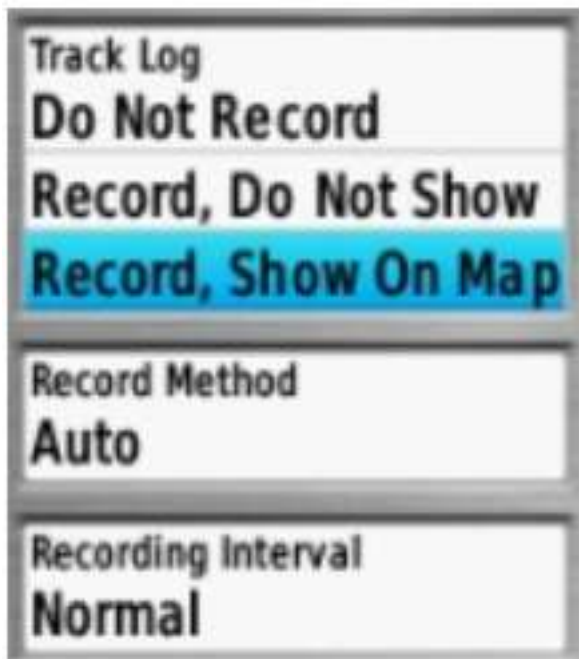 Track Log
Do Not Record
Record, Do Not Show
Record, Show On Map
Record Method
Auto
Recording Interval
Normal